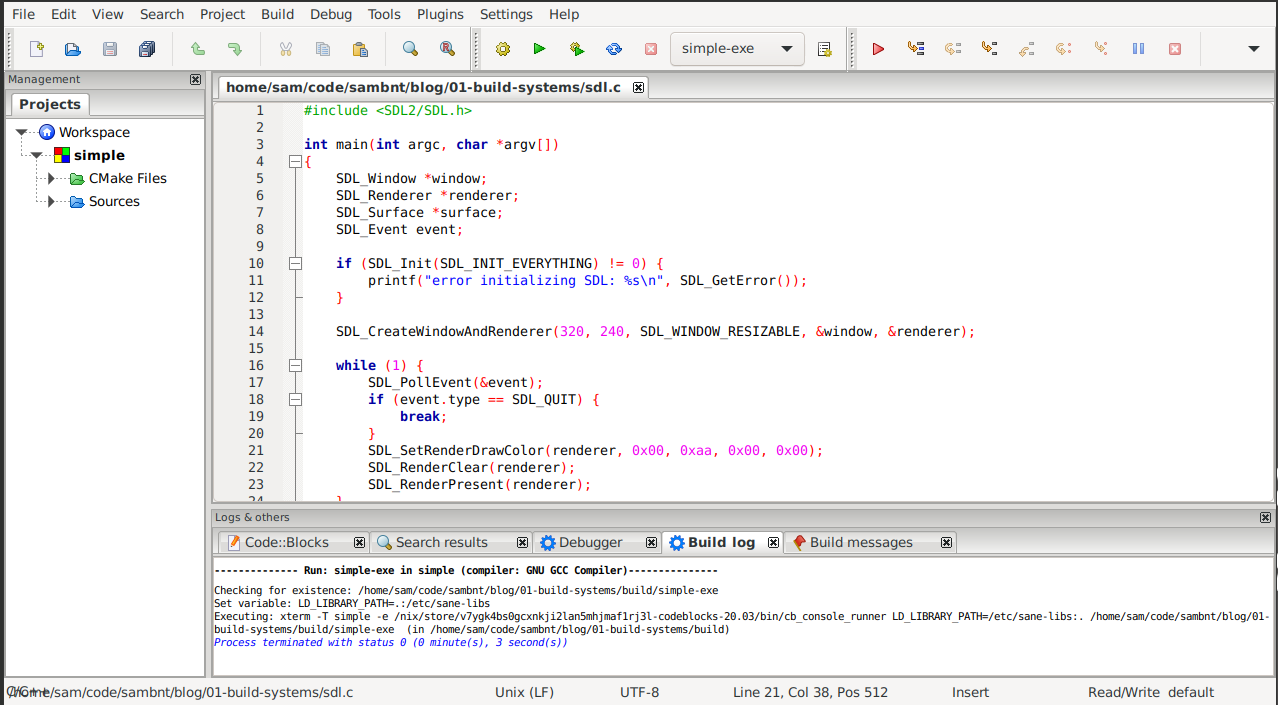 File Edit View Search Project Build Debug Tools Plugins Settings Help
simple-exe
Management
Projects
Workspace
simple
CMake Files
Sources
home/sam/code/sambnt/blog/01-build-systems/sdl.c
1 #include <SDL2/SDL.h>
2
3 int main(int argc, char *argv[])
4 {
5 SDL_Window *window;
6 SDL_Renderer *renderer;
7 SDL_Surface *surface;
8 SDL_Event event;
9
10 if (SDL_Init(SDL_INIT_EVERYTHING) != 0) {
11 printf("error initializing SDL: %s\n", SDL_GetError());
12 }
13
14 SDL_CreateWindowAndRenderer(320, 240, SDL_WINDOW_RESIZABLE, &window, &renderer);
15
16 while (1) {
17 SDL_PollEvent(&event);
18 if (event.type == SDL_QUIT) {
19 break;
20 }
21 SDL_SetRenderDrawColor(renderer, 0x00, 0xaa, 0x00, 0x00);
22 SDL_RenderClear(renderer);
23 SDL_RenderPresent(renderer);
24 }
Logs & others
Code::Blocks Search results Debugger Build log Build messages
-------------- Run: simple-exe in simple (compiler: GNU GCC Compiler)---------------
Checking for existence: /home/sam/code/sambnt/blog/01-build-systems/build/simple-exe
Set variable: LD_LIBRARY_PATH=.:/etc/sane-libs
Executing: xterm -T simple -e /nix/store/v7ygk4bs0gcxnkji2lan5mhjmaf1rj3l-codeblocks-20.03/bin/cb_console_runner LD_LIBRARY_PATH=/etc/sane-libs:. /home/sam/code/sambnt/blog/01-
build-systems/build/simple-exe (in /home/sam/code/sambnt/blog/01-build-systems/build)
Process terminated with status 0 (0 minute(s), 3 second(s))
/home/sam/code/sambnt/blog/01-build-systems/sdl.c C/C++ Unix (LF) UTF-8 Line 21, Col 38, Pos 512 Insert Read/Write default